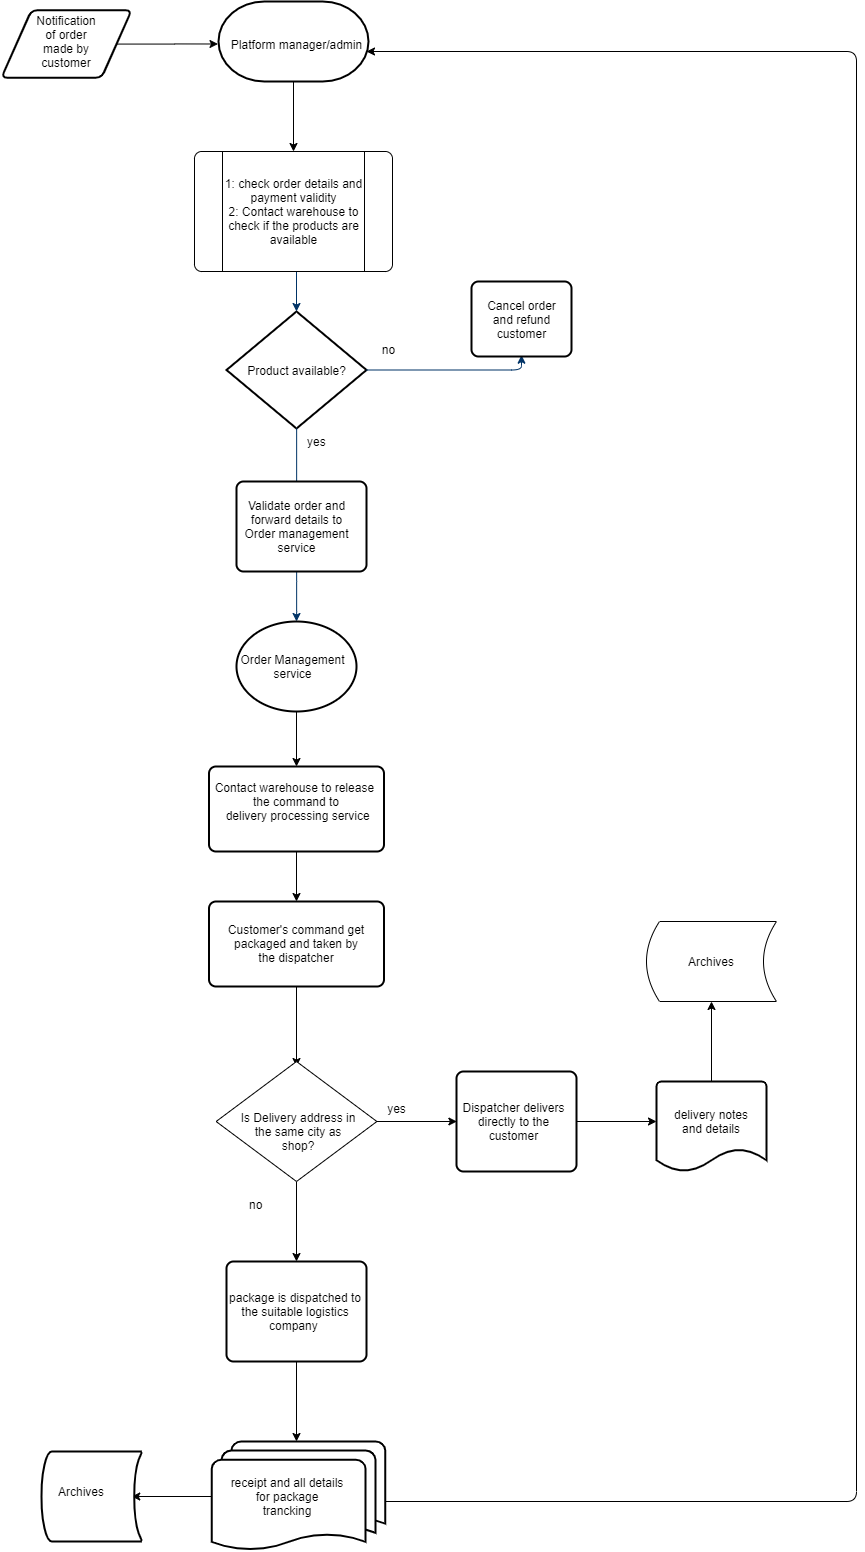 Notification
of order
made by
customer
Platform manager/admin
1: check order details and
payment validity
2: Contact warehouse to
check if the products are
available
Cancel order
and refund
customer
no
Product available?
yes
Validate order and
forward details to
Order management
service
Order Management
service
Contact warehouse to release
the command to
delivery processing service
Customer's command get
packaged and taken by
the dispatcher
Archives
yes
Is Delivery address in
the same city as
shop?
Dispatcher delivers
directly to the
customer
delivery notes
and details
no
package is dispatched to
the suitable logistics
company
Archives
receipt and all details
for package
trancking